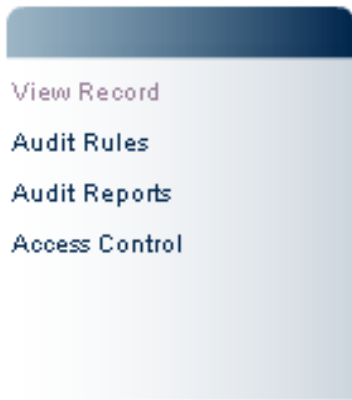 View Record
Audit Rules
Audit Reports
Access Control